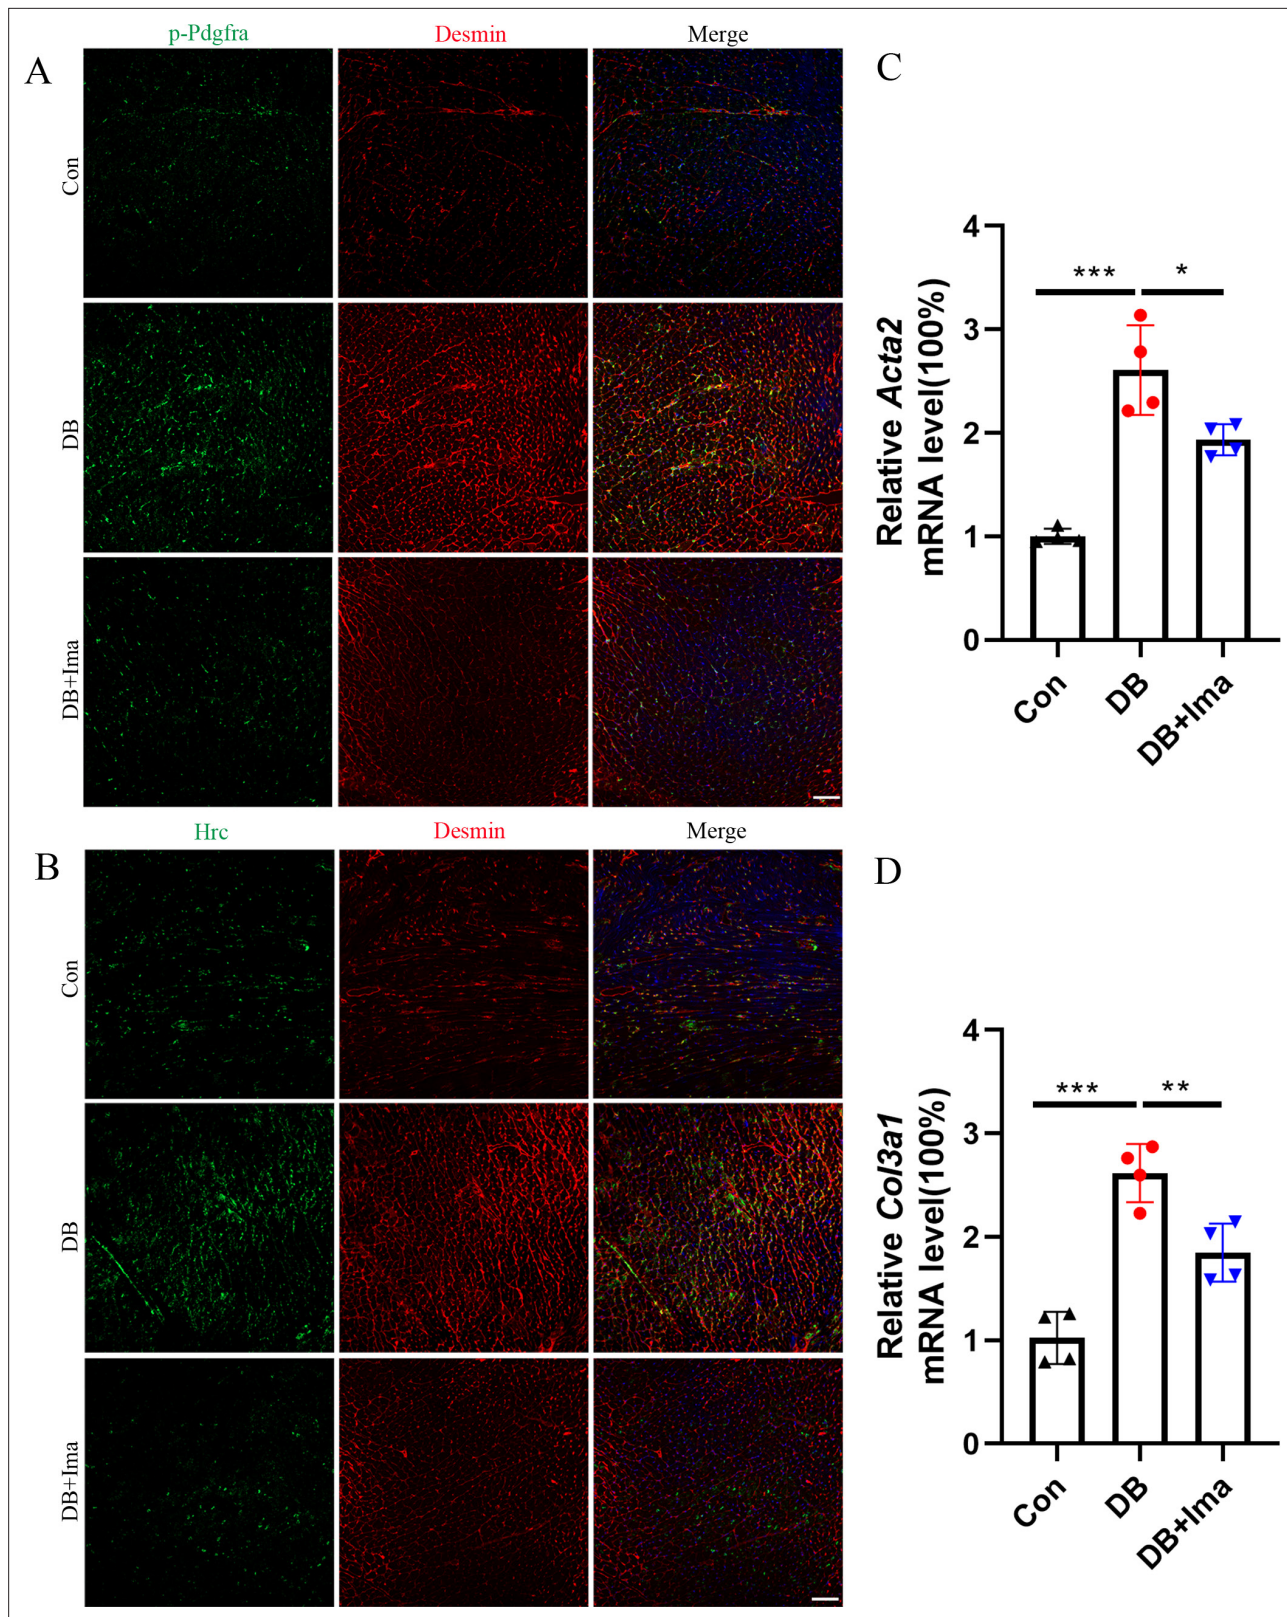 A
p-Pdgfra Desmin Merge
Con
DB
DB+Ima
B
Hrc Desmin Merge
Con
DB
DB+Ima
C
Relative Acta2
mRNA level(100%)
4
3
2
1
0
*** *
Con DB DB+Ima
D
Relative Col3a1
mRNA level(100%)
4
3
2
1
0
*** **
Con DB DB+Ima